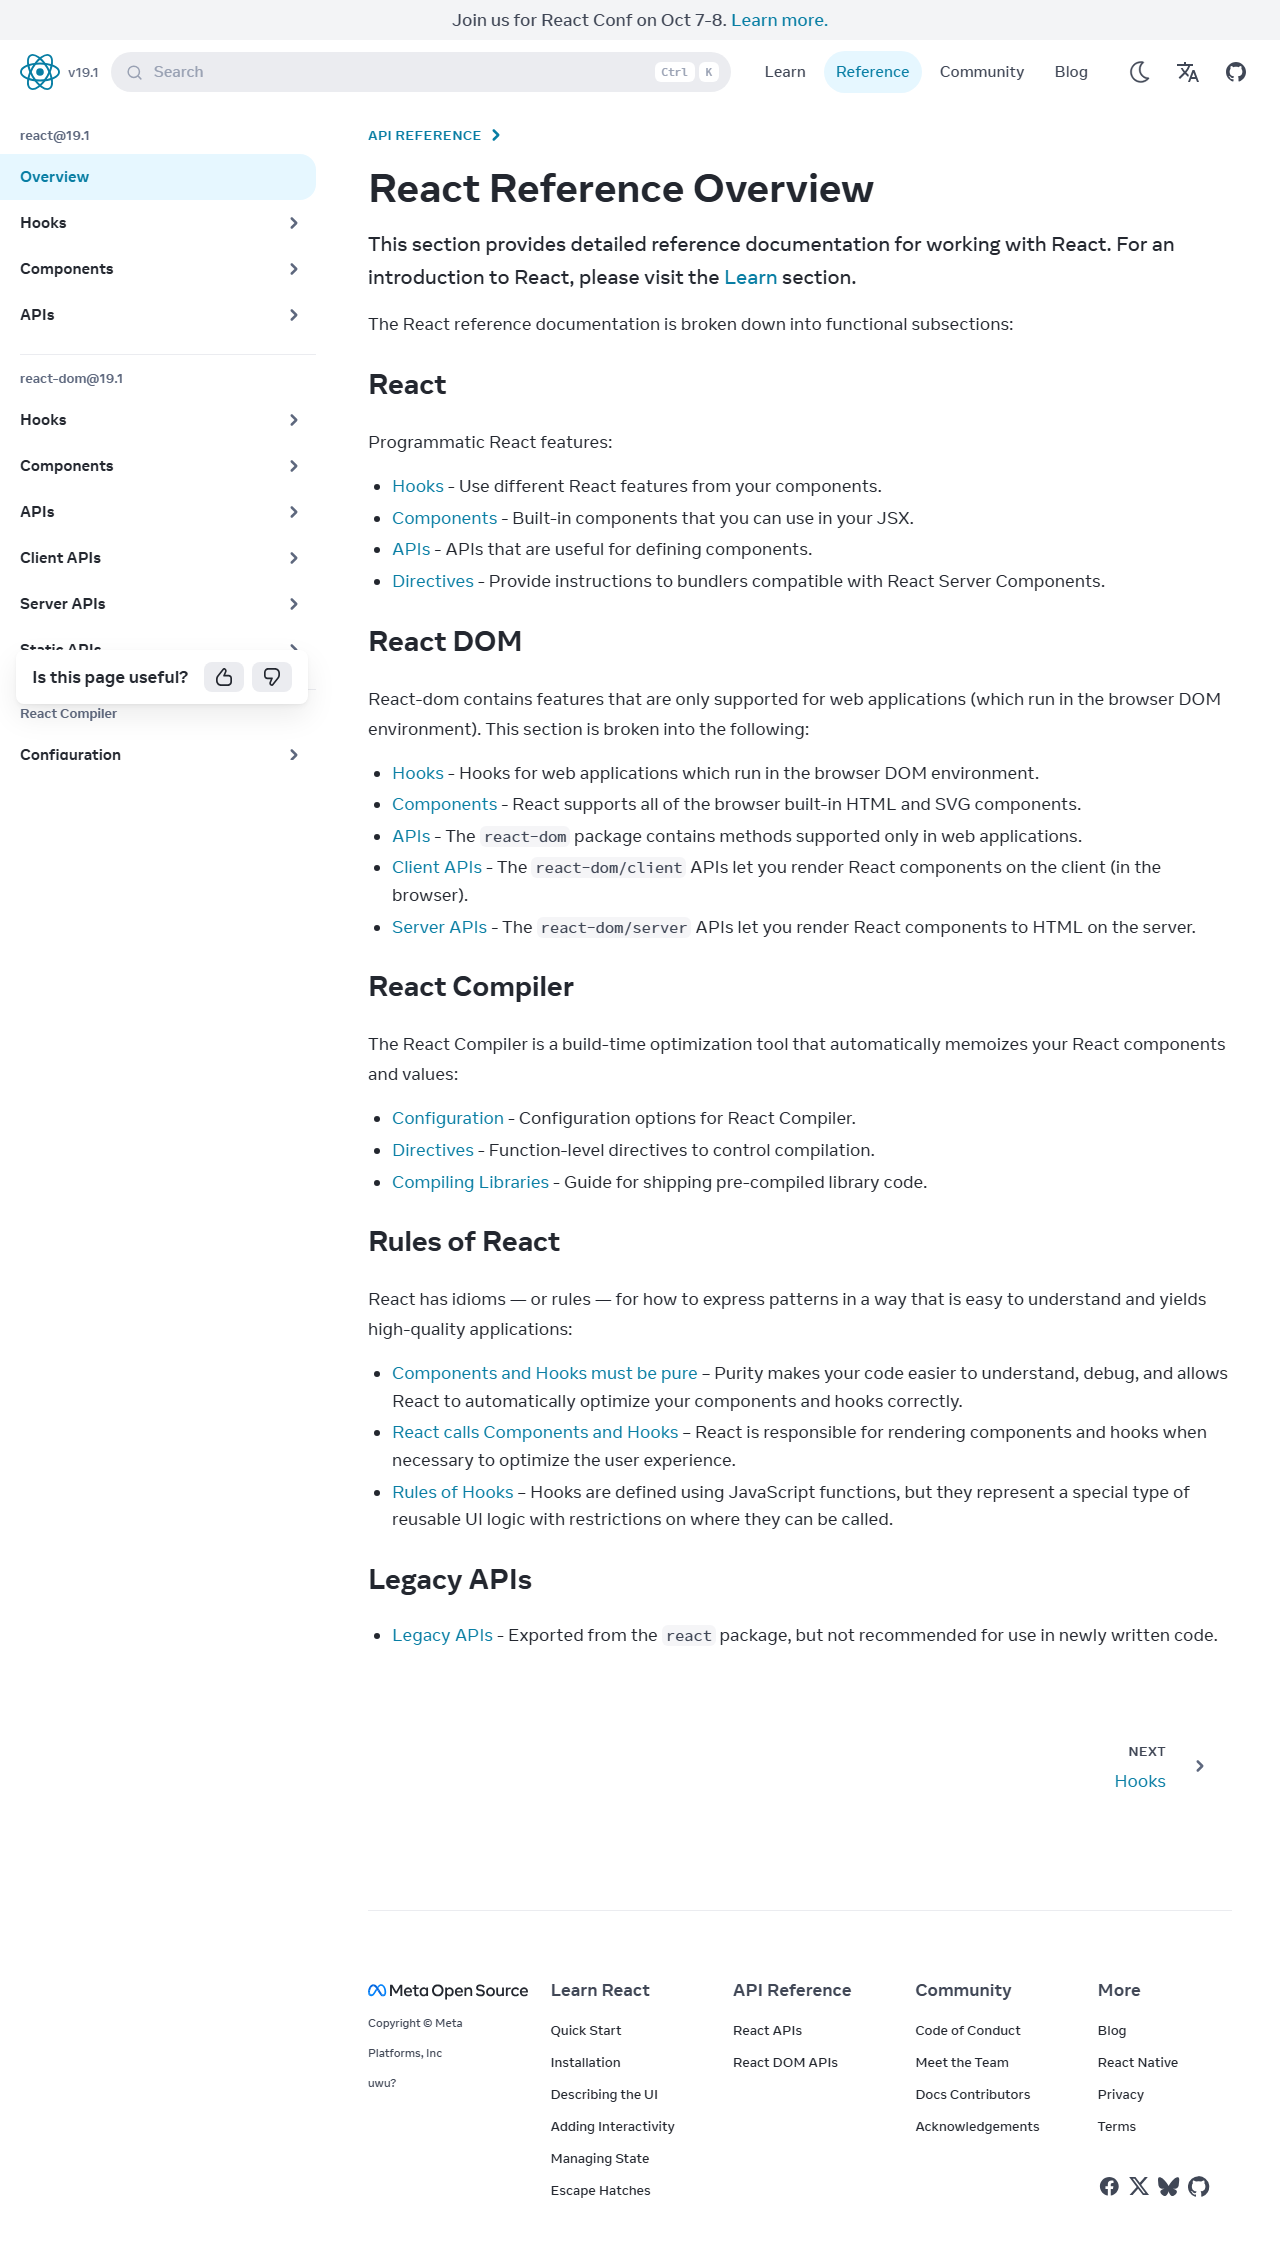 Join us for React Conf on Oct 7-8. Learn more.
v19.1
Search
Ctrl K
Learn
Reference
Community
Blog
react@19.1
Overview
Hooks
Components
APIs
react-dom@19.1
Hooks
Components
APIs
Client APIs
Server APIs
Static APIs
Is this page useful?
React Compiler
Configuration
API REFERENCE
React Reference Overview
This section provides detailed reference documentation for working with React. For an
introduction to React, please visit the Learn section.
The React reference documentation is broken down into functional subsections:
React
Programmatic React features:
Hooks - Use different React features from your components.
Components - Built-in components that you can use in your JSX.
APIs - APIs that are useful for defining components.
Directives - Provide instructions to bundlers compatible with React Server Components.
React DOM
React-dom contains features that are only supported for web applications (which run in the browser DOM
environment). This section is broken into the following:
Hooks - Hooks for web applications which run in the browser DOM environment.
Components - React supports all of the browser built-in HTML and SVG components.
APIs - The react-dom package contains methods supported only in web applications.
Client APIs - The react-dom/client APIs let you render React components on the client (in the
browser).
Server APIs - The react-dom/server APIs let you render React components to HTML on the server.
React Compiler
The React Compiler is a build-time optimization tool that automatically memoizes your React components
and values:
Configuration - Configuration options for React Compiler.
Directives - Function-level directives to control compilation.
Compiling Libraries - Guide for shipping pre-compiled library code.
Rules of React
React has idioms — or rules — for how to express patterns in a way that is easy to understand and yields
high-quality applications:
Components and Hooks must be pure – Purity makes your code easier to understand, debug, and allows
React to automatically optimize your components and hooks correctly.
React calls Components and Hooks – React is responsible for rendering components and hooks when
necessary to optimize the user experience.
Rules of Hooks – Hooks are defined using JavaScript functions, but they represent a special type of
reusable UI logic with restrictions on where they can be called.
Legacy APIs
Legacy APIs - Exported from the react package, but not recommended for use in newly written code.
NEXT
Hooks
Meta Open Source
Copyright © Meta
Platforms, Inc
uwu?
Learn React
Quick Start
Installation
Describing the UI
Adding Interactivity
Managing State
Escape Hatches
API Reference
React APIs
React DOM APIs
Community
Code of Conduct
Meet the Team
Docs Contributors
Acknowledgements
More
Blog
React Native
Privacy
Terms